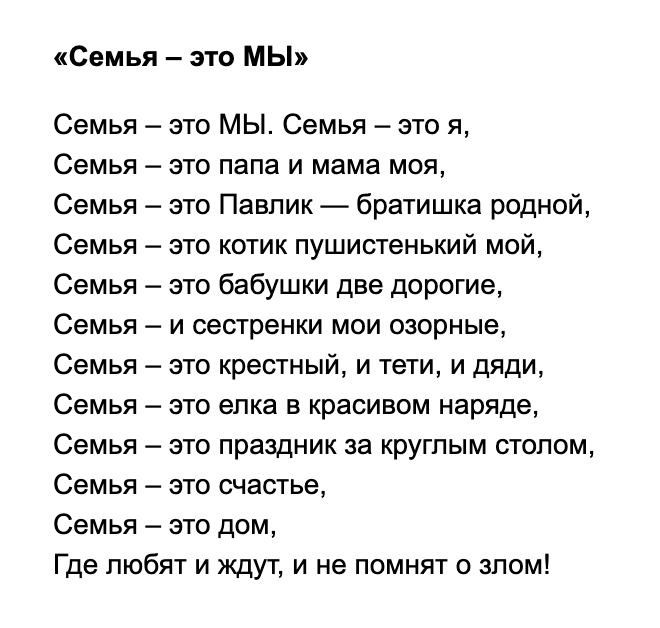 «Семья – это МЫ»
Семья – это МЫ. Семья – это я,
Семья – это папа и мама моя,
Семья – это Павлик — братишка родной,
Семья – это котик пушистенький мой,
Семья – это бабушки две дорогие,
Семья – и сестренки мои озорные,
Семья – это крестный, и тети, и дяди,
Семья – это елка в красивом наряде,
Семья – это праздник за круглым столом,
Семья – это счастье,
Семья – это дом,
Где любят и ждут, и не помнят о злом!